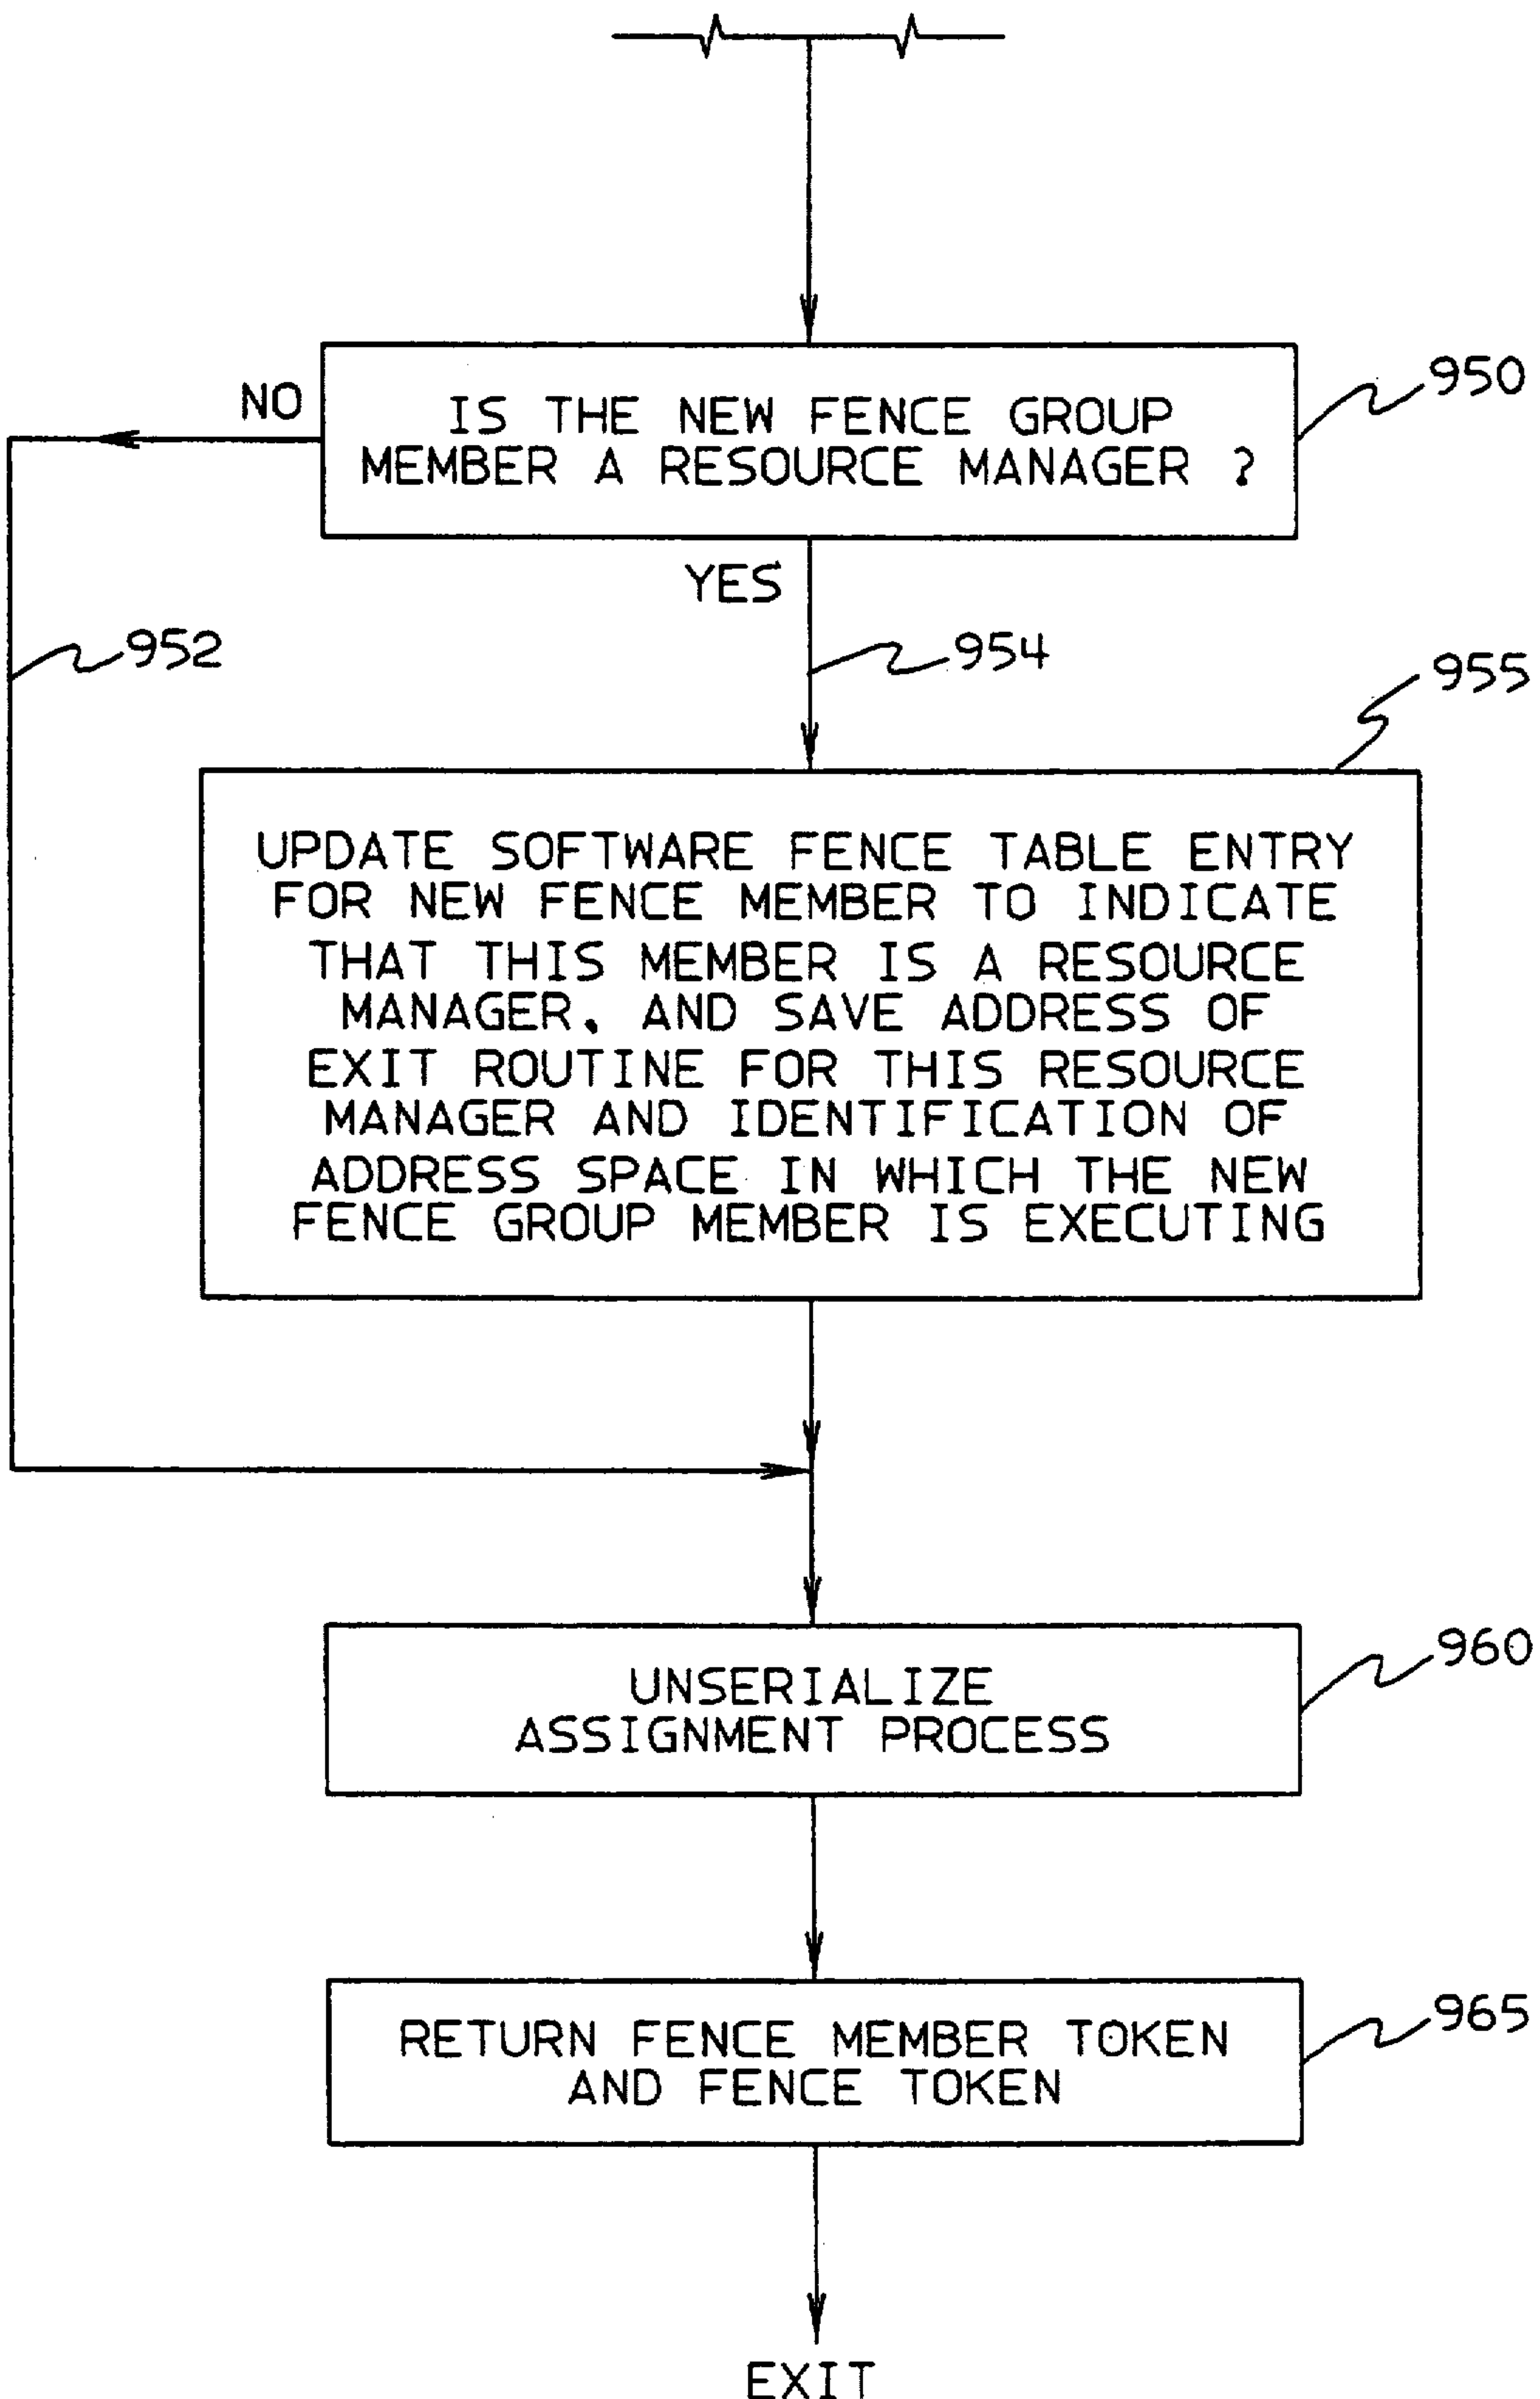 950
NO
IS THE NEW FENCE GROUP
MEMBER A RESOURCE MANAGER ?
YES
952
954
955
UPDATE SOFTWARE FENCE TABLE ENTRY
FOR NEW FENCE MEMBER TO INDICATE
THAT THIS MEMBER IS A RESOURCE
MANAGER. AND SAVE ADDRESS OF
EXIT ROUTINE FOR THIS RESOURCE
MANAGER AND IDENTIFICATION OF
ADDRESS SPACE IN WHICH THE NEW
FENCE GROUP MEMBER IS EXECUTING
960
UNSERIALIZE
ASSIGNMENT PROCESS
965
RETURN FENCE MEMBER TOKEN
AND FENCE TOKEN
EXIT